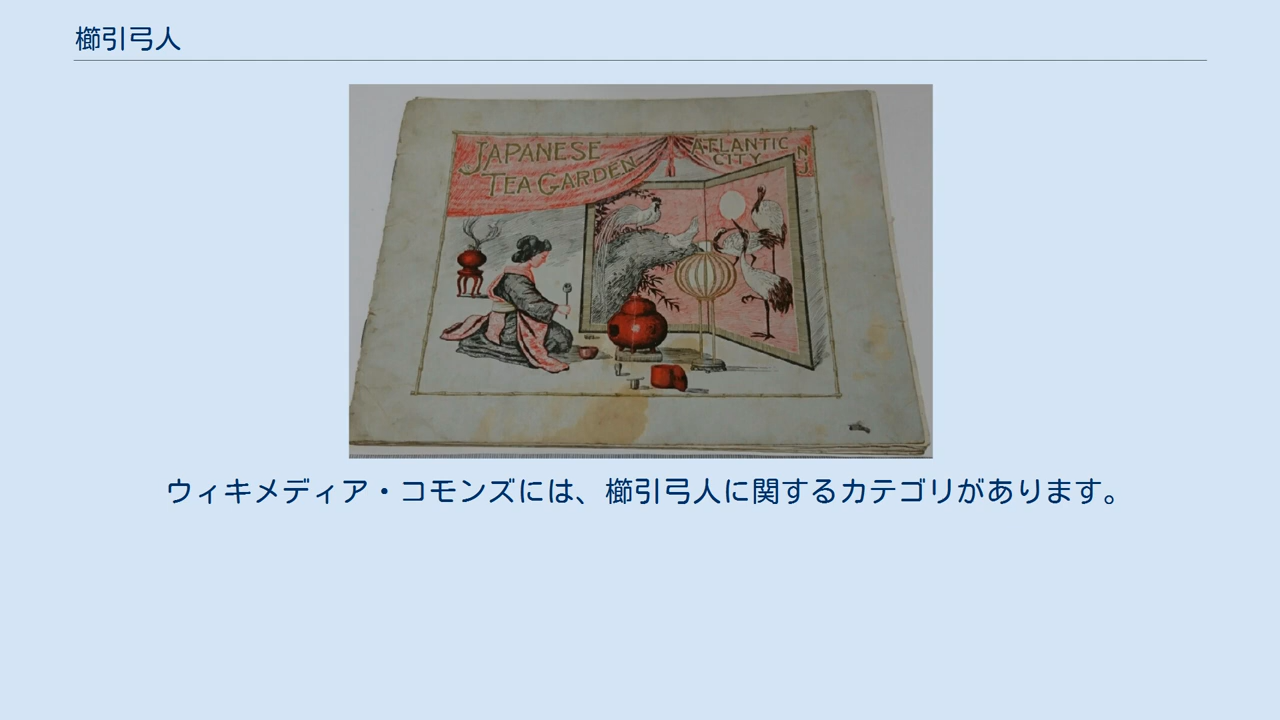 櫛引弓人
JAPANESE
TEA GARDEN
ATLANTIC
CITY
NJ
ウィキメディア・コモンズには、櫛引弓人に関するカテゴリがあります。